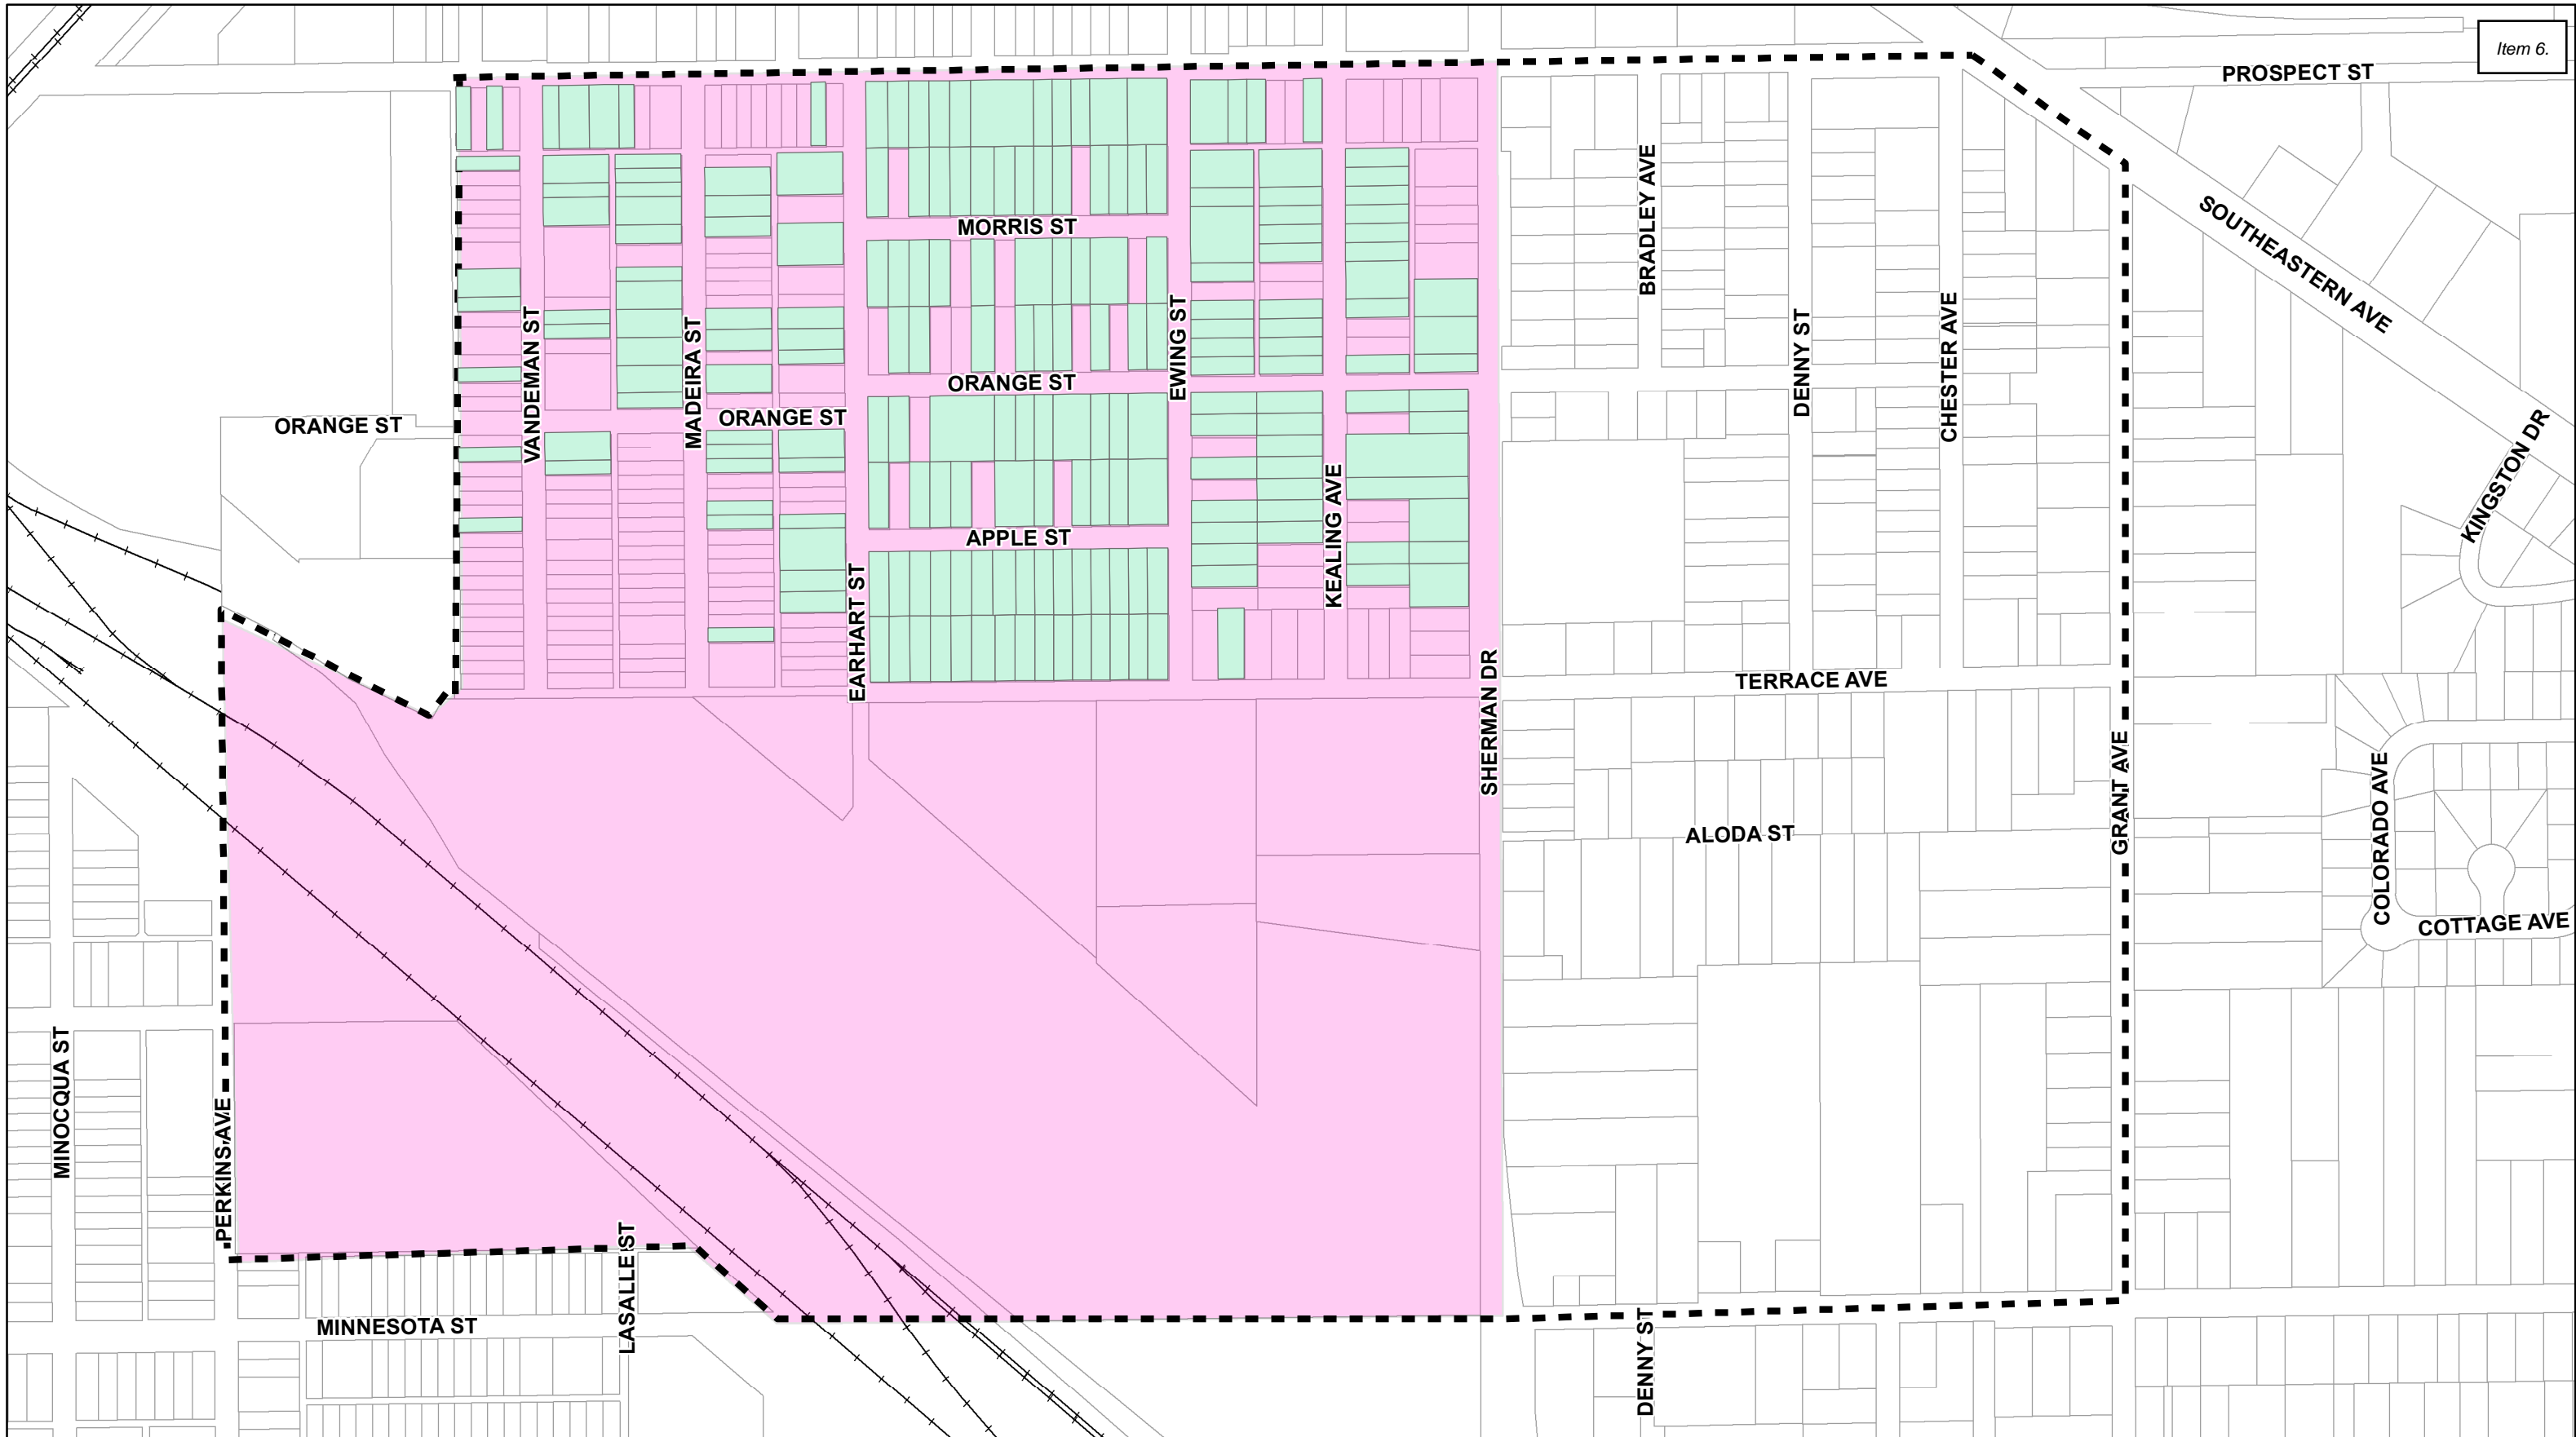 Item 6.
PROSPECT ST
SOUTHEASTERN AVE
BRADLEY AVE
MORRIS ST
DENNY ST
CHESTER AVE
EWING ST
VANDEMAN ST
MADEIRA ST
ORANGE ST
ORANGE ST
ORANGE ST
KINGSTON DR
KEALING AVE
APPLE ST
EARHART ST
SHERMAN DR
TERRACE AVE
GRANT AVE
ALODA ST
COLORADO AVE
COTTAGE AVE
MINOCQUA ST
PERKINS AVE
LASALLE ST
MINNESOTA ST
DENNY ST